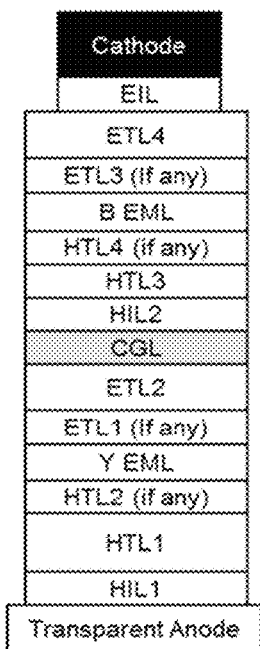 Cathode
EIL
ETL4
ETL3 (if any)
B EML
HTL4 (if any)
HTL3
HIL2
CGL
ETL2
ETL1 (if any)
Y EML
HTL2 (if any)
HTL1
HIL1
Transparent Anode